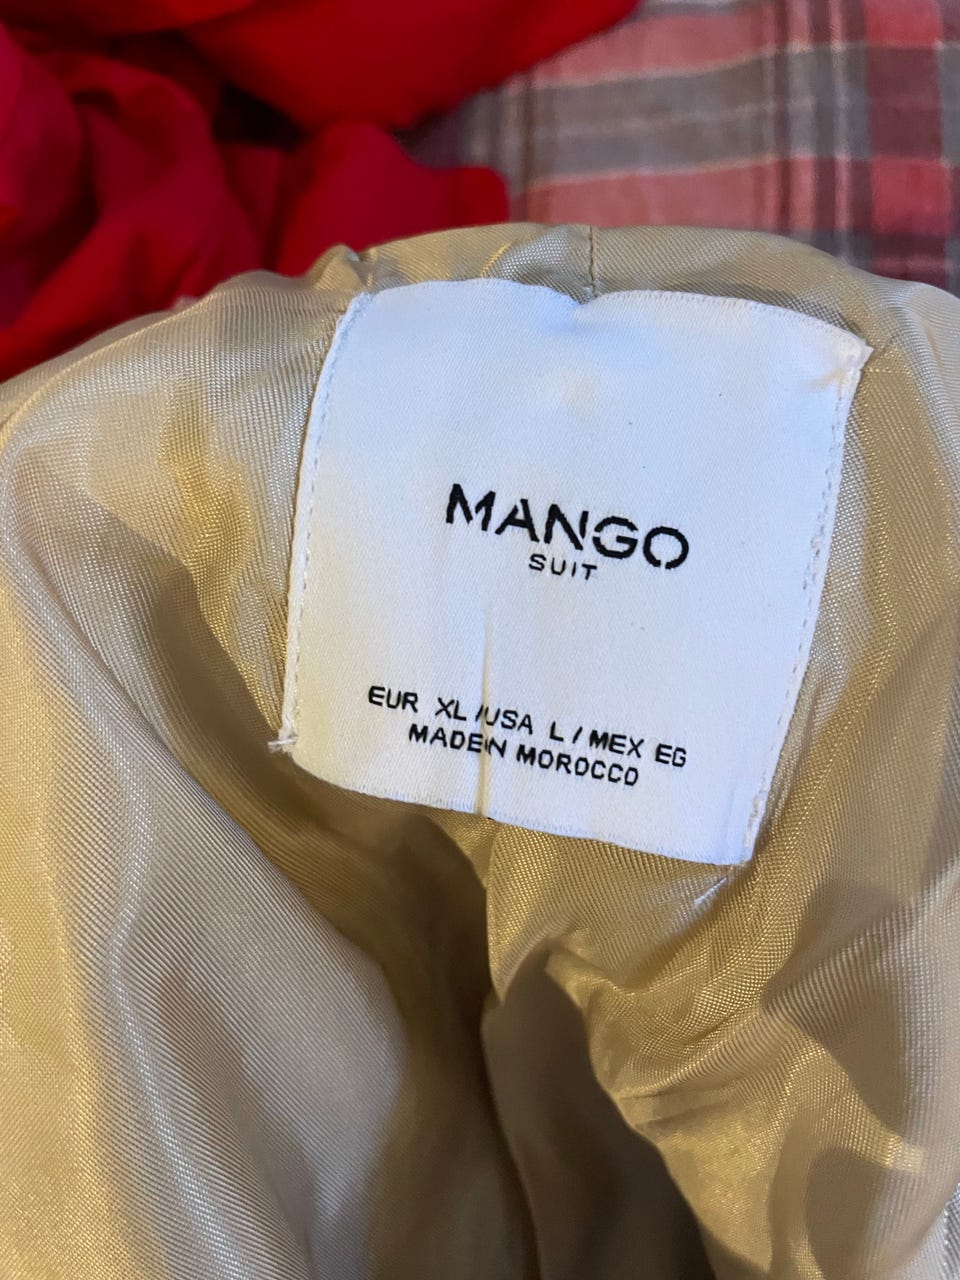 MANGO
SUIT
EUR XL / USA L / MEX EG
MADE IN MOROCCO